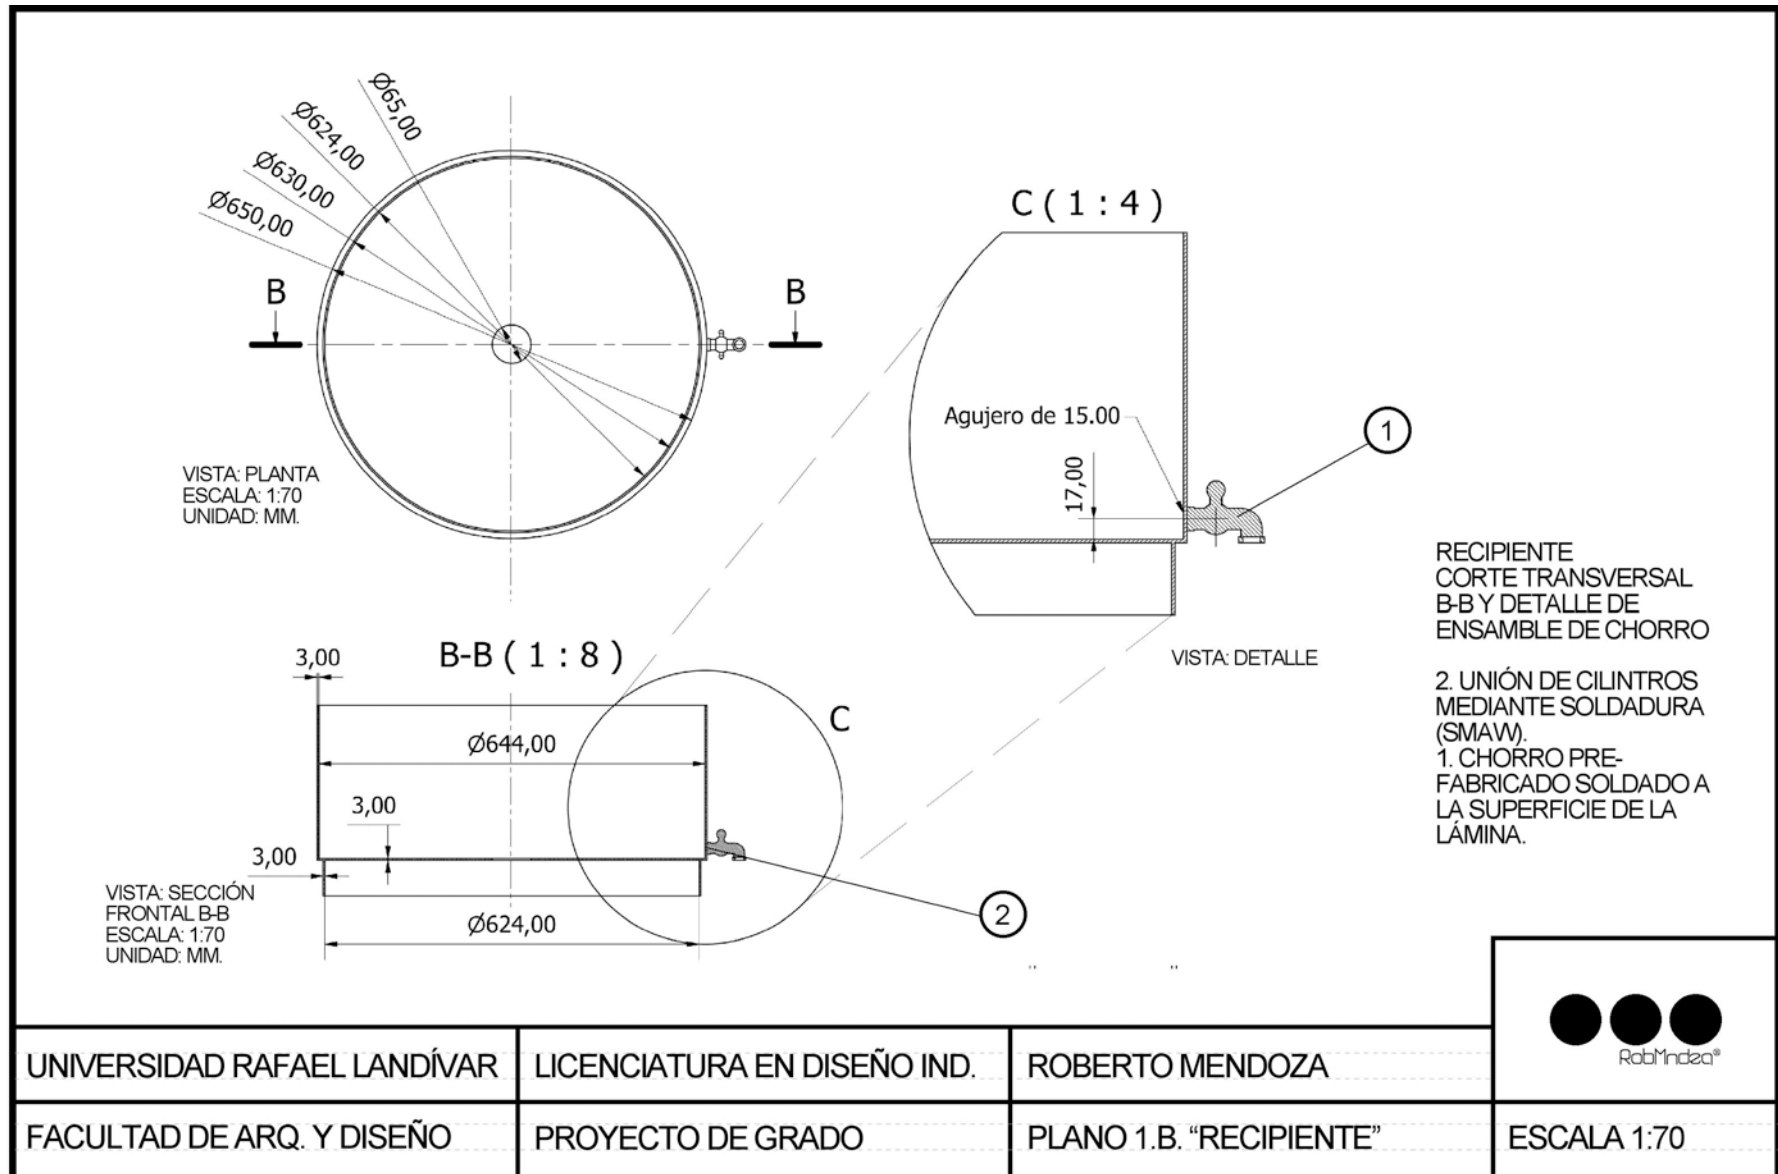 Ø65,00
Ø624,00
Ø630,00
Ø650,00
B
B
VISTA: PLANTA
ESCALA: 1:70
UNIDAD: MM.
C ( 1 : 4 )
Agujero de 15.00
17,00
1
VISTA: DETALLE
RECIPIENTE
CORTE TRANSVERSAL
B-B Y DETALLE DE
ENSAMBLE DE CHORRO
2. UNIÓN DE CILINTROS
MEDIANTE SOLDADURA
(SMAW).
1. CHORRO PRE-
FABRICADO SOLDADO A
LA SUPERFICIE DE LA
LÁMINA.
B-B ( 1 : 8 )
3,00
Ø644,00
C
3,00
3,00
2
Ø624,00
VISTA: SECCIÓN
FRONTAL B-B
ESCALA: 1:70
UNIDAD: MM.
RobMndza®
UNIVERSIDAD RAFAEL LANDÍVAR
LICENCIATURA EN DISEÑO IND.
ROBERTO MENDOZA
FACULTAD DE ARQ. Y DISEÑO
PROYECTO DE GRADO
PLANO 1.B. “RECIPIENTE”
ESCALA 1:70